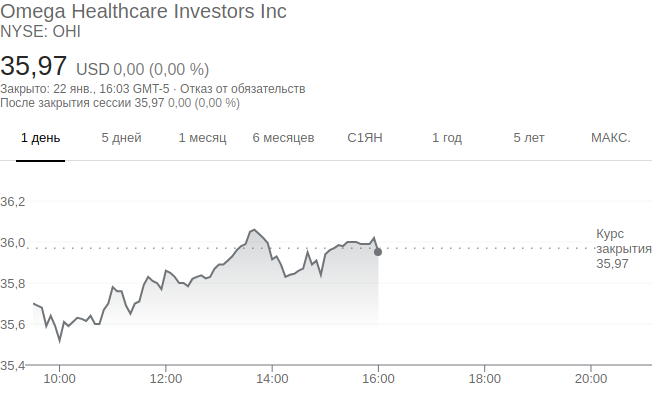 Omega Healthcare Investors Inc
NYSE: OHI
35,97 USD 0,00 (0,00 %)
Закрыто: 22 янв., 16:03 GMT-5 · Отказ от обязательств
После закрытия сессии 35,97 0,00 (0,00 %)
1 день 5 дней 1 месяц 6 месяцев С1ЯН 1 год 5 лет МАКС.
36,2
36,0
35,8
35,6
35,4
Курс
закрытия
35,97
10:00 12:00 14:00 16:00 18:00 20:00